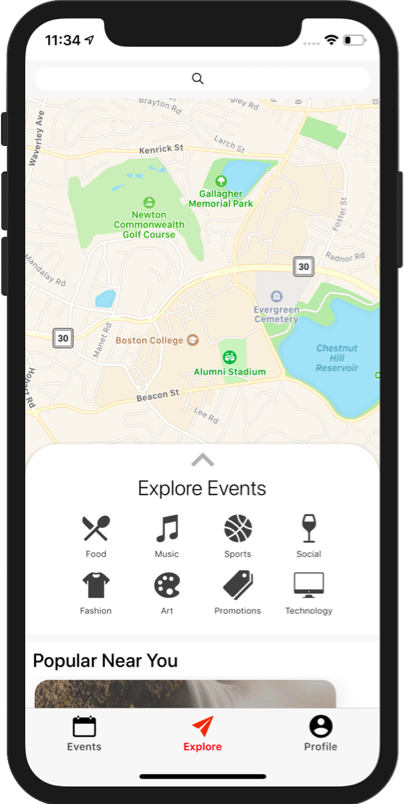 11:34
Waverley Ave
Brayton Rd
gley Rd
Kenrick St
Larch St
Gallagher
Memorial Park
Newton
Commonwealth
Golf Course
Foster St
Radnor Rd
30
Mandalay Rd
Evergreen
Cemetery
30
Manet Rd
Boston College
Chestnut
Hill
Reservoir
Alumni Stadium
Beacon St
Lee Rd
Explore Events
Food Music Sports Social
Fashion Art Promotions Technology
Popular Near You
Events Explore Profile